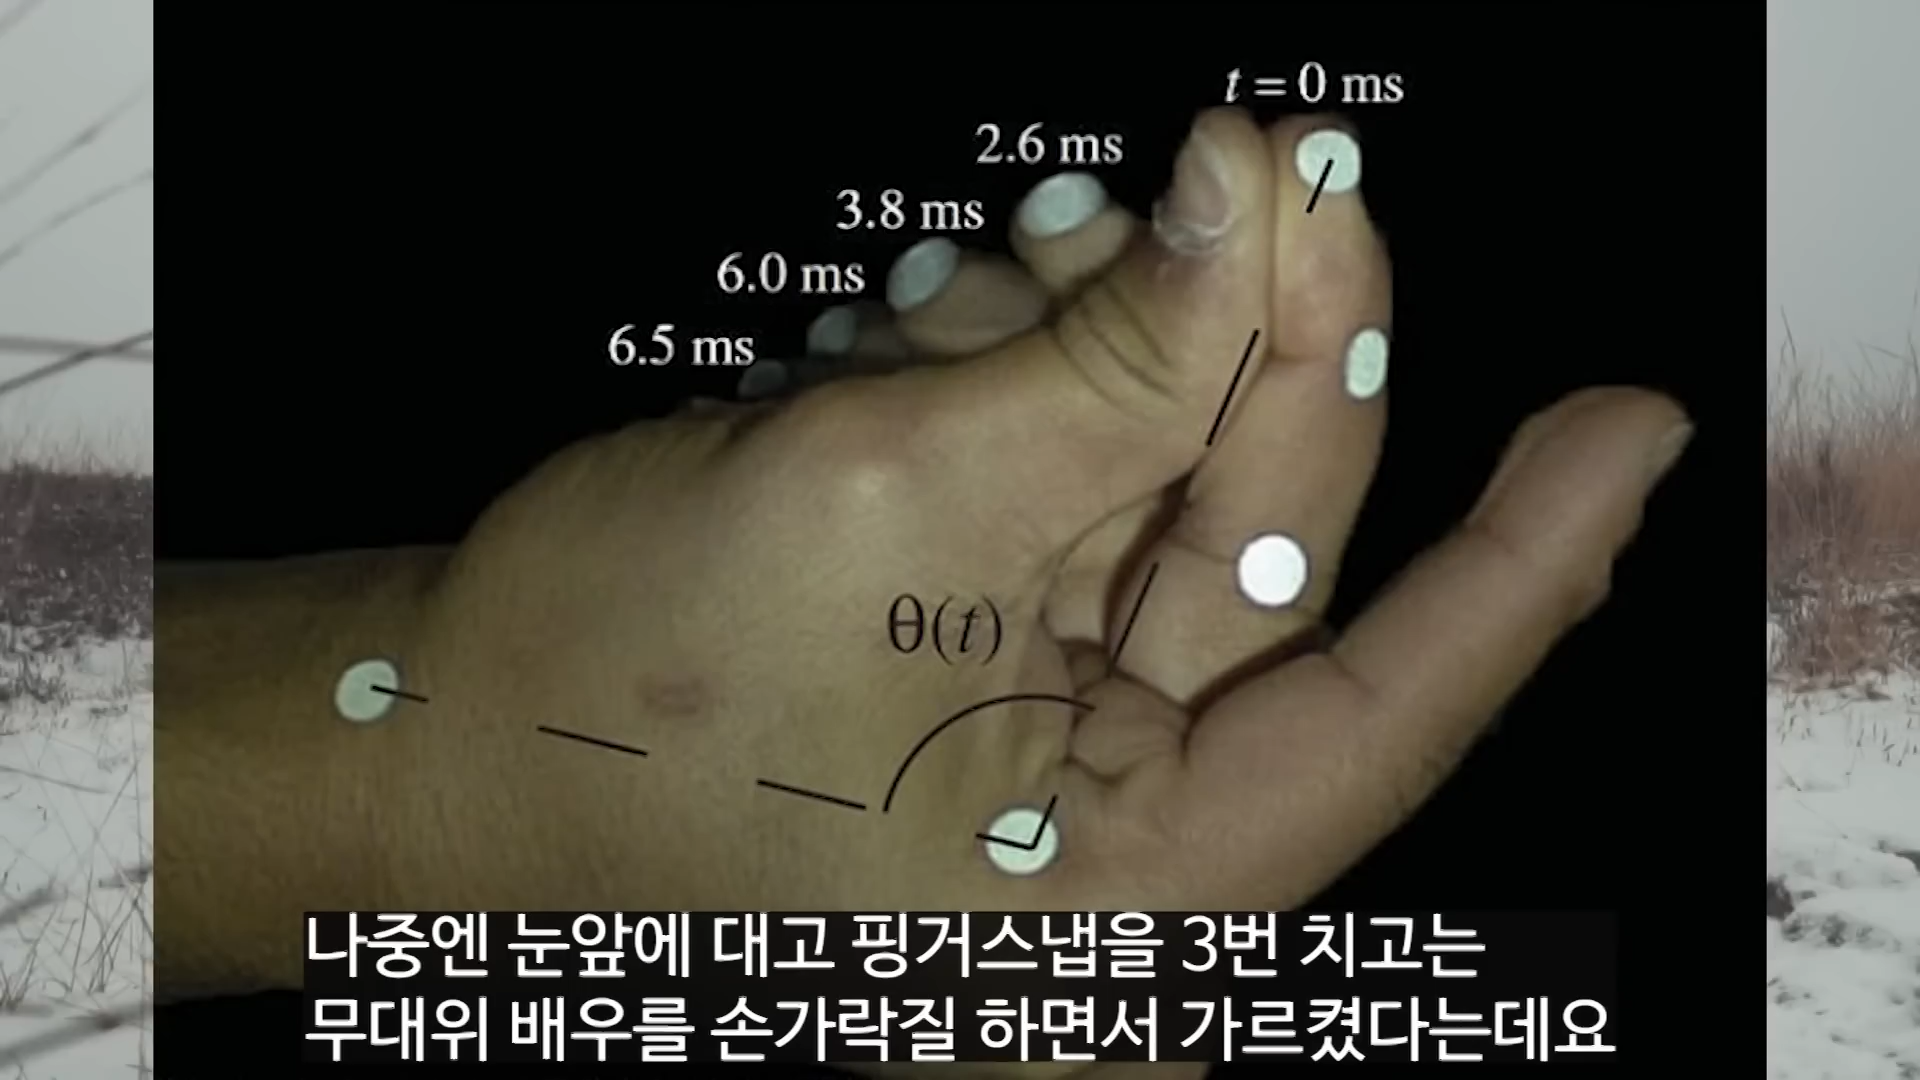 t = 0 ms
2.6 ms
3.8 ms
6.0 ms
6.5 ms
θ(t)
나중엔 눈앞에 대고 핑거스냅을 3번 치고는
무대위 배우를 손가락질 하면서 가르켰다는데요